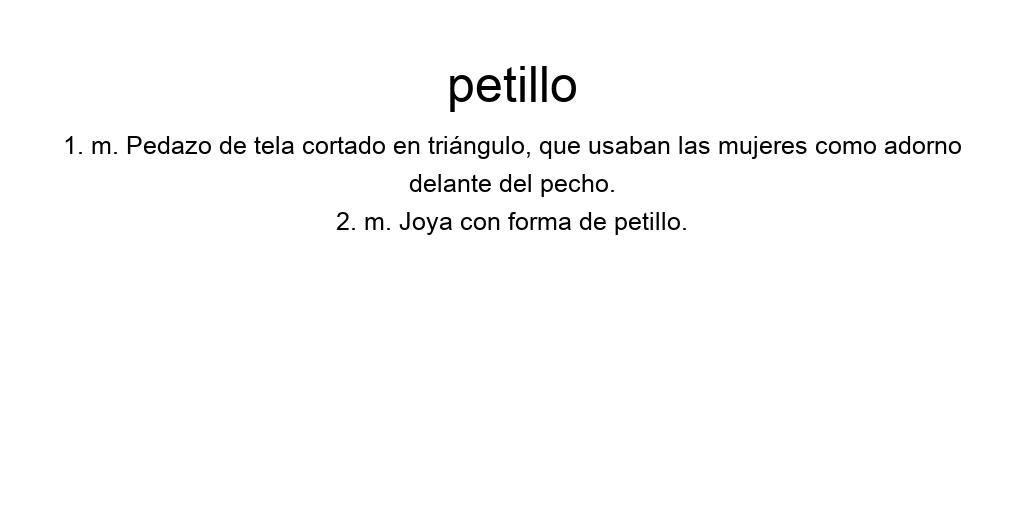 petillo
1. m. Pedazo de tela cortado en triángulo, que usaban las mujeres como adorno
delante del pecho.
2. m. Joya con forma de petillo.